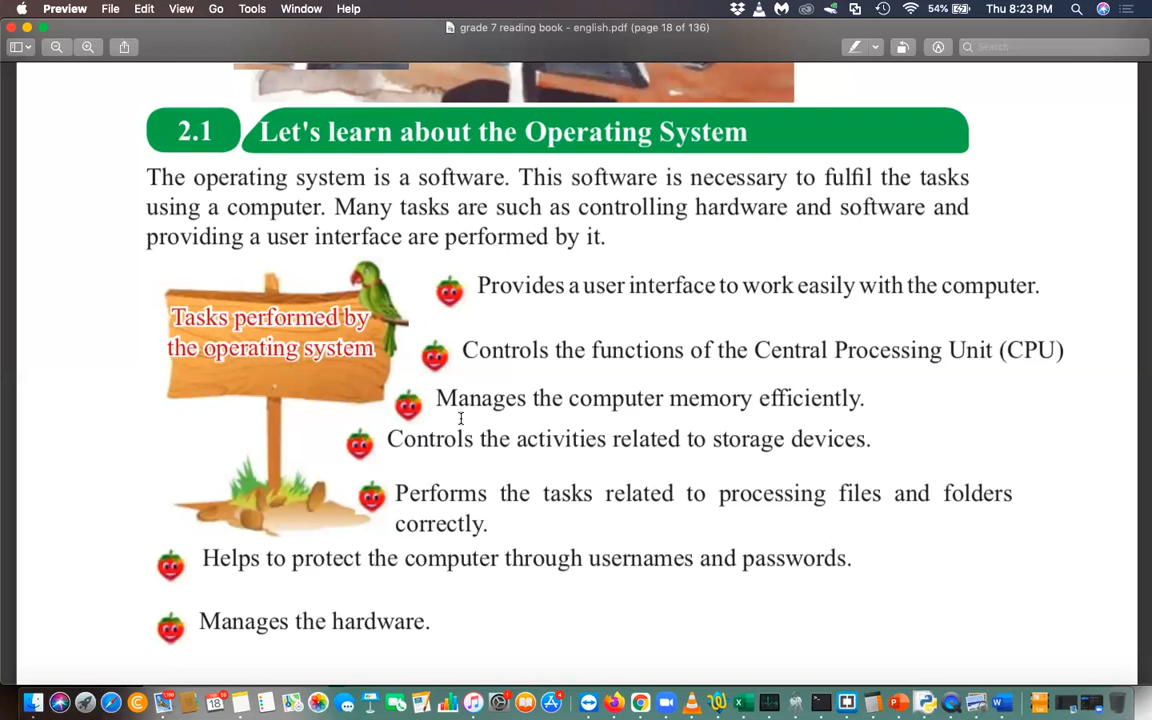 Preview File Edit View Go Tools Window Help 54% Thu 8:23 PM
grade 7 reading book - english.pdf (page 18 of 136)
Search
2.1 Let's learn about the Operating System
The operating system is a software. This software is necessary to fulfil the tasks
using a computer. Many tasks are such as controlling hardware and software and
providing a user interface are performed by it.
Tasks performed by
the operating system
Provides a user interface to work easily with the computer.
Controls the functions of the Central Processing Unit (CPU)
Manages the computer memory efficiently.
Controls the activities related to storage devices.
Performs the tasks related to processing files and folders
correctly.
Helps to protect the computer through usernames and passwords.
Manages the hardware.